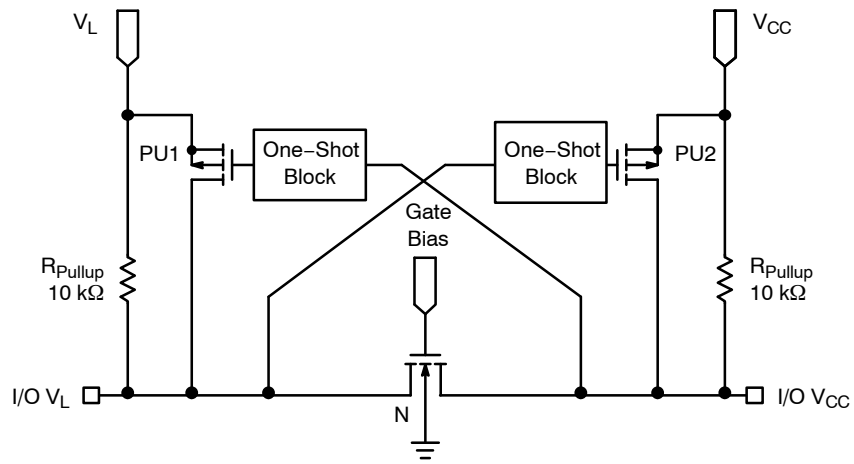 V_L
V_CC
PU1
One−Shot
Block
One−Shot
Block
PU2
Gate
Bias
R_Pullup
10 kΩ
R_Pullup
10 kΩ
I/O V_L
N
I/O V_CC